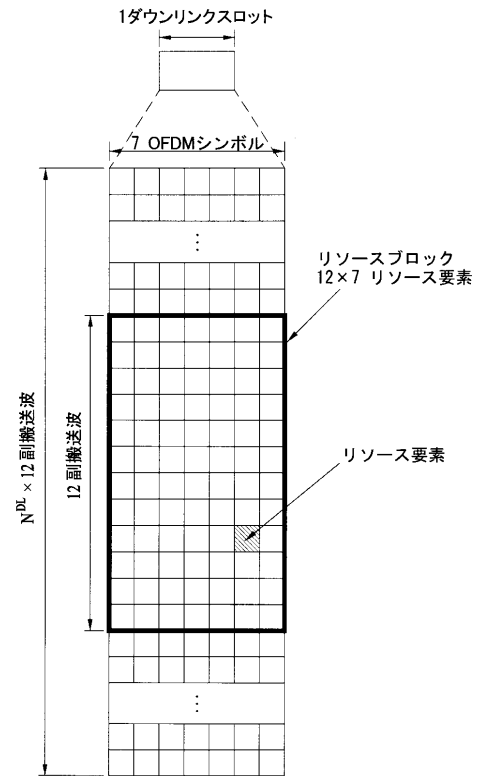 1ダウンリンクスロット
7 OFDMシンボル
⋮
リソースブロック
12×7 リソース要素
N^DL × 12 副搬送波
12 副搬送波
リソース要素
⋮